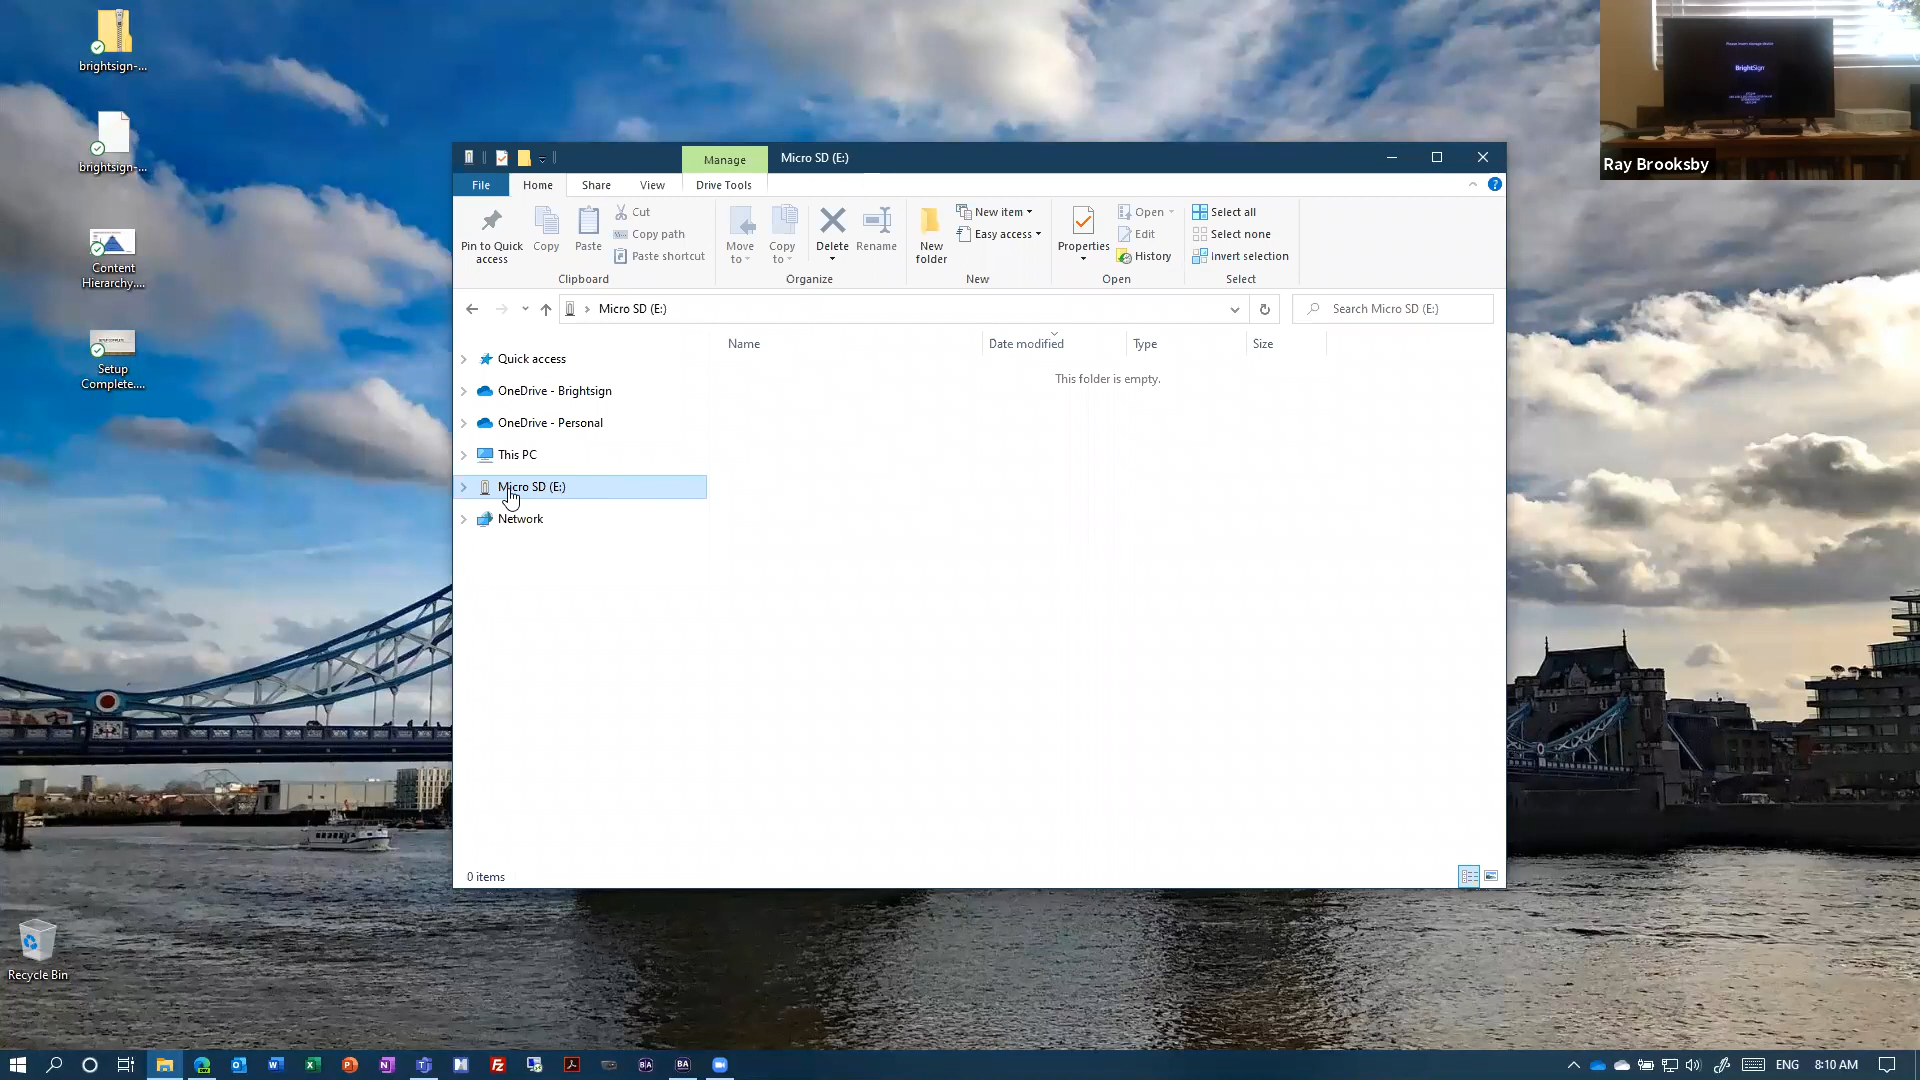 brightsign-...
brightsign-...
Content
Hierarchy....
Setup
Complete....
Recycle Bin
Manage
Micro SD (E:)
File
Home
Share
View
Drive Tools
Pin to Quick
access
Copy
Paste
Cut
Copy path
Paste shortcut
Clipboard
Move
to
Copy
to
Delete
Rename
Organize
New
folder
New item
Easy access
New
Properties
Open
Edit
History
Open
Select all
Select none
Invert selection
Select
Micro SD (E:)
Search Micro SD (E:)
Quick access
OneDrive - Brightsign
OneDrive - Personal
This PC
Micro SD (E:)
Network
Name
Date modified
Type
Size
This folder is empty.
0 items
BrightSign
Ray Brooksby
ENG
8:10 AM